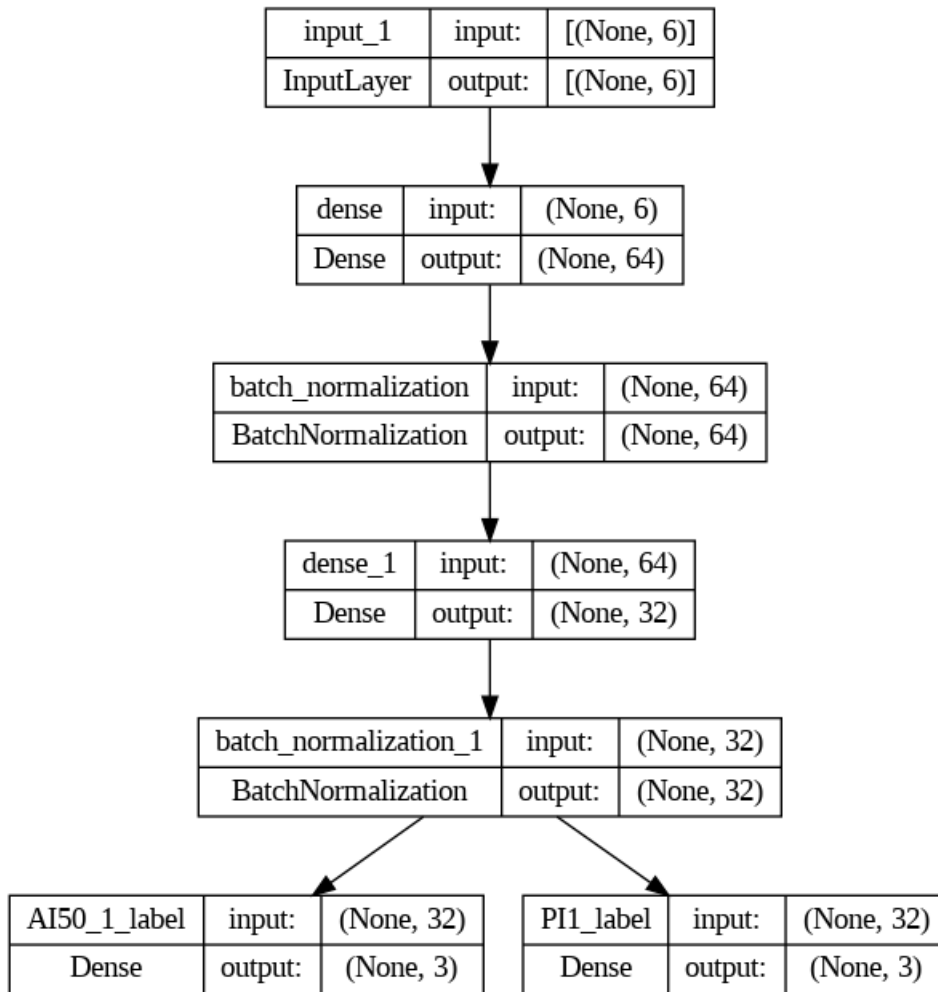 input_1 input: [(None, 6)]
InputLayer output: [(None, 6)]
dense input: (None, 6)
Dense output: (None, 64)
batch_normalization input: (None, 64)
BatchNormalization output: (None, 64)
dense_1 input: (None, 64)
Dense output: (None, 32)
batch_normalization_1 input: (None, 32)
BatchNormalization output: (None, 32)
AI50_1_label input: (None, 32)
Dense output: (None, 3)
PI1_label input: (None, 32)
Dense output: (None, 3)